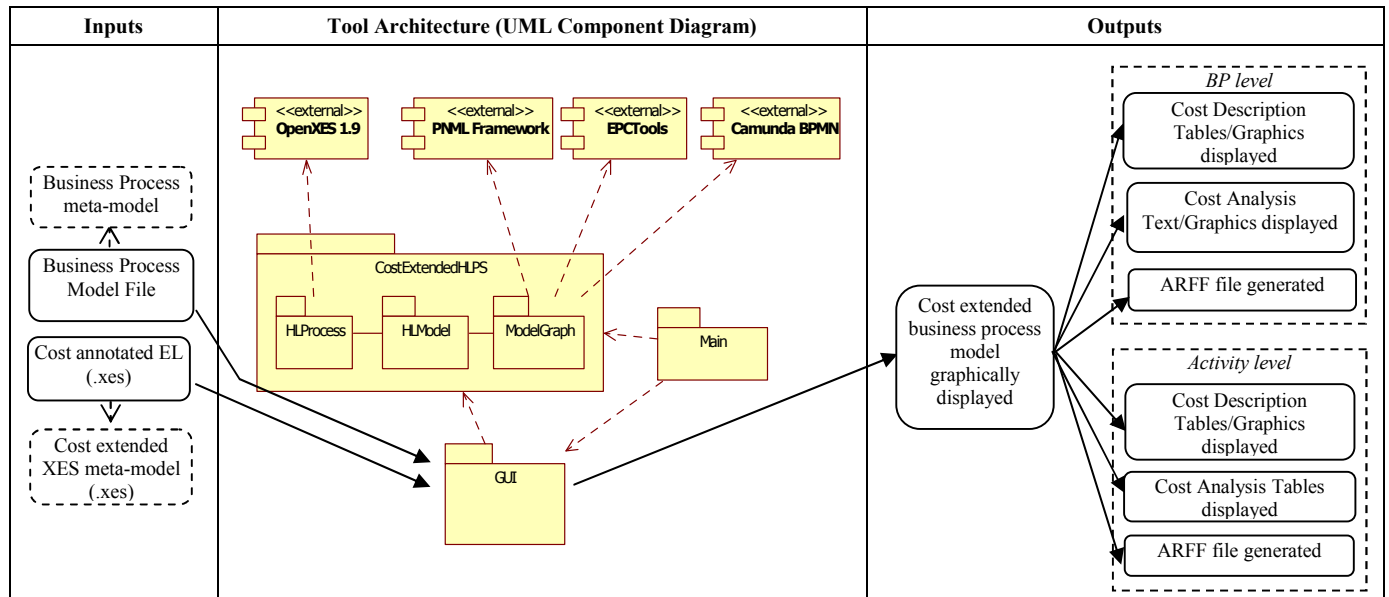 Inputs
Tool Architecture (UML Component Diagram)
Outputs
Business Process
meta-model
Business Process
Model File
Cost annotated EL
(.xes)
Cost extended
XES meta-model
(.xes)
<<external>>
OpenXES 1.9
<<external>>
PNML Framework
<<external>>
EPCTools
<<external>>
Camunda BPMN
CostExtendedHLPS
HLProcess
HLModel
ModelGraph
Main
GUI
Cost extended
business process
model
graphically
displayed
BP level
Cost Description
Tables/Graphics
displayed
Cost Analysis
Text/Graphics displayed
ARFF file generated
Activity level
Cost Description
Tables/Graphics
displayed
Cost Analysis Tables
displayed
ARFF file generated